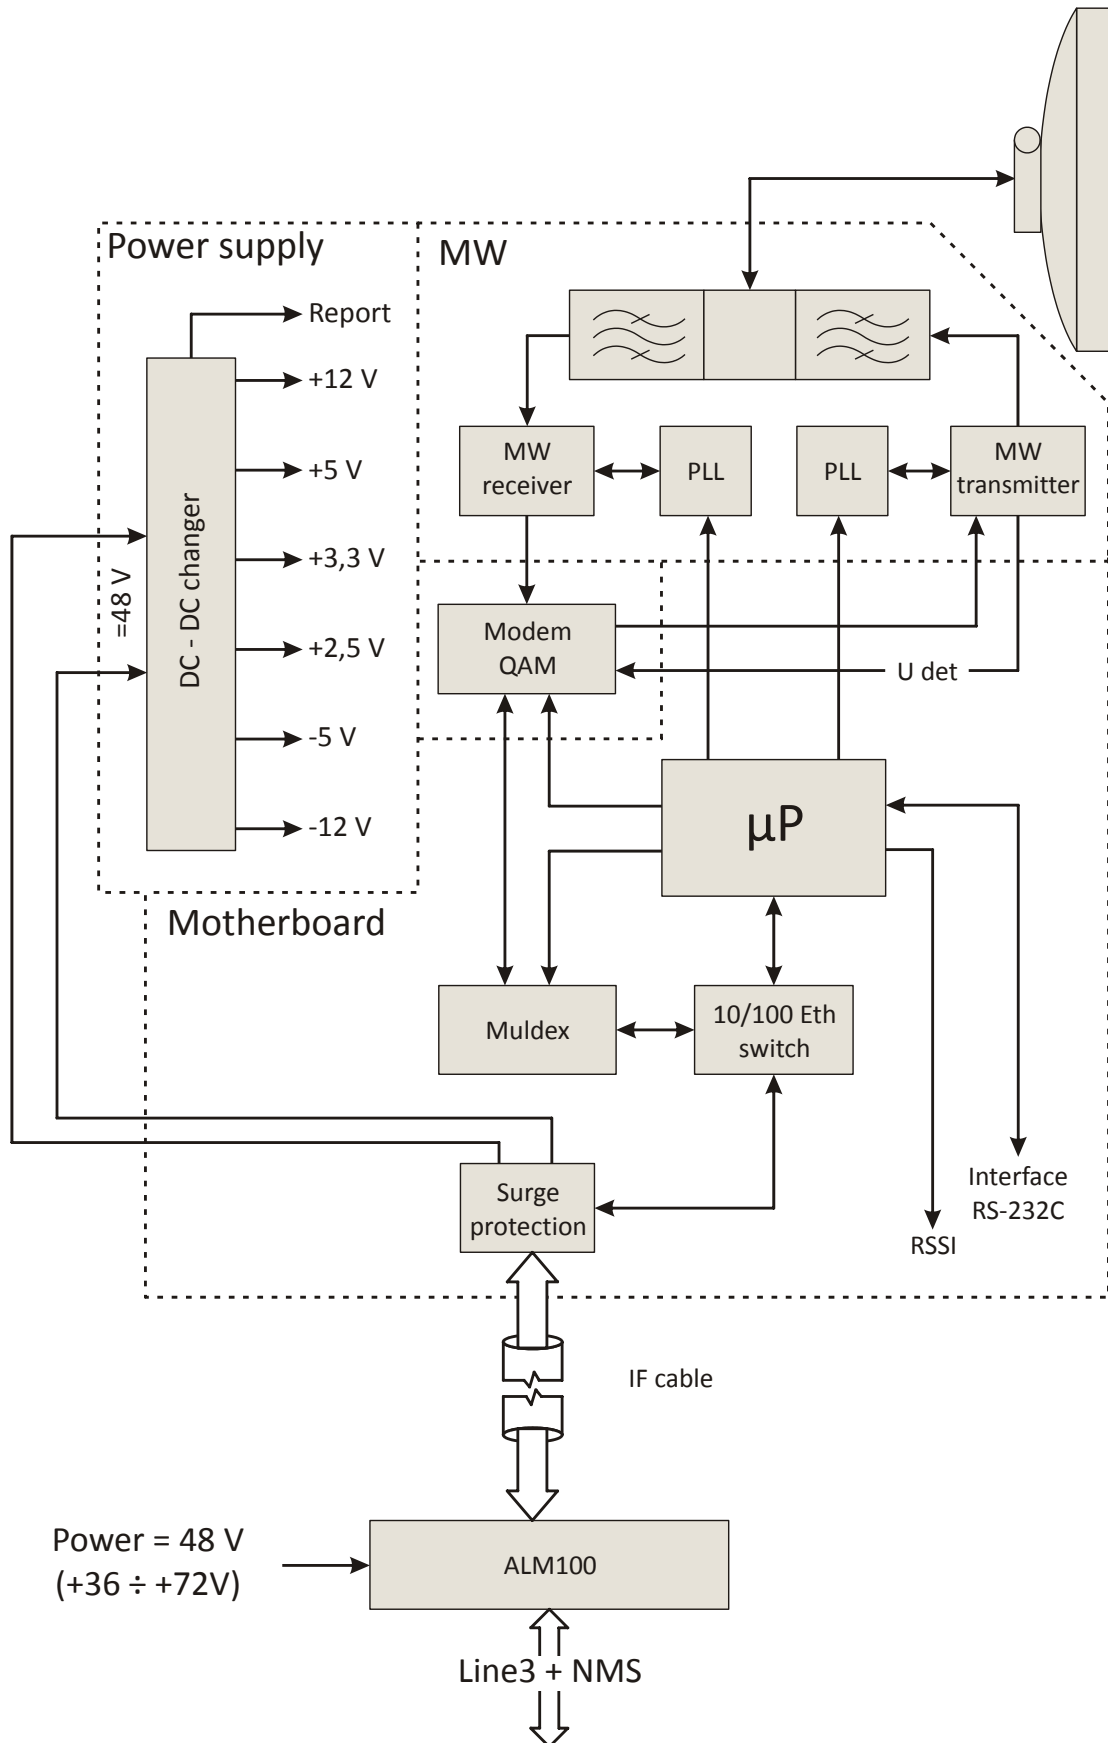 Power supply
MW
Report
+12 V
+5 V
+3,3 V
+2,5 V
-5 V
-12 V
DC - DC changer
=48 V
MW
receiver
PLL
PLL
MW
transmitter
Modem
QAM
U det
µP
Motherboard
Muldex
10/100 Eth
switch
Surge
protection
Interface
RS-232C
RSSI
IF cable
Power = 48 V
(+36 ÷ +72V)
ALM100
Line3 + NMS